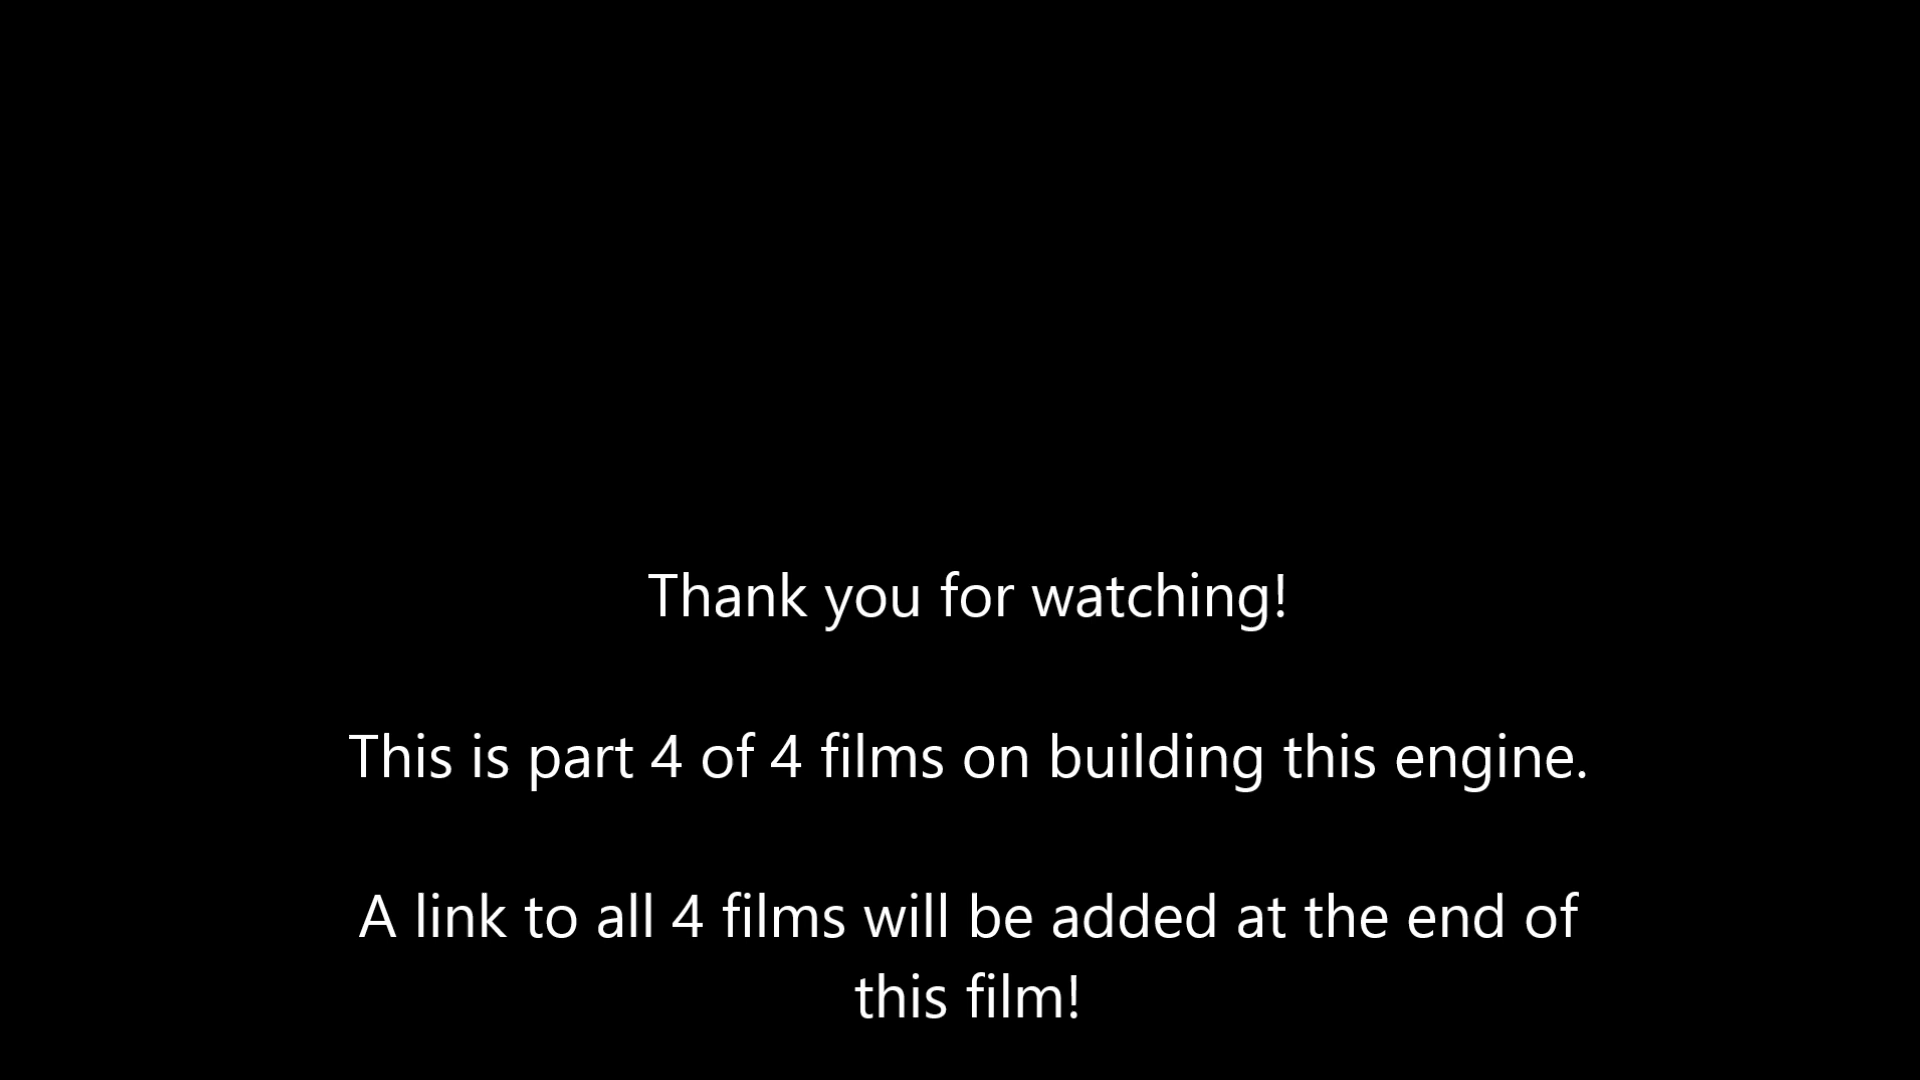 Thank you for watching!
This is part 4 of 4 films on building this engine.
A link to all 4 films will be added at the end of
this film!